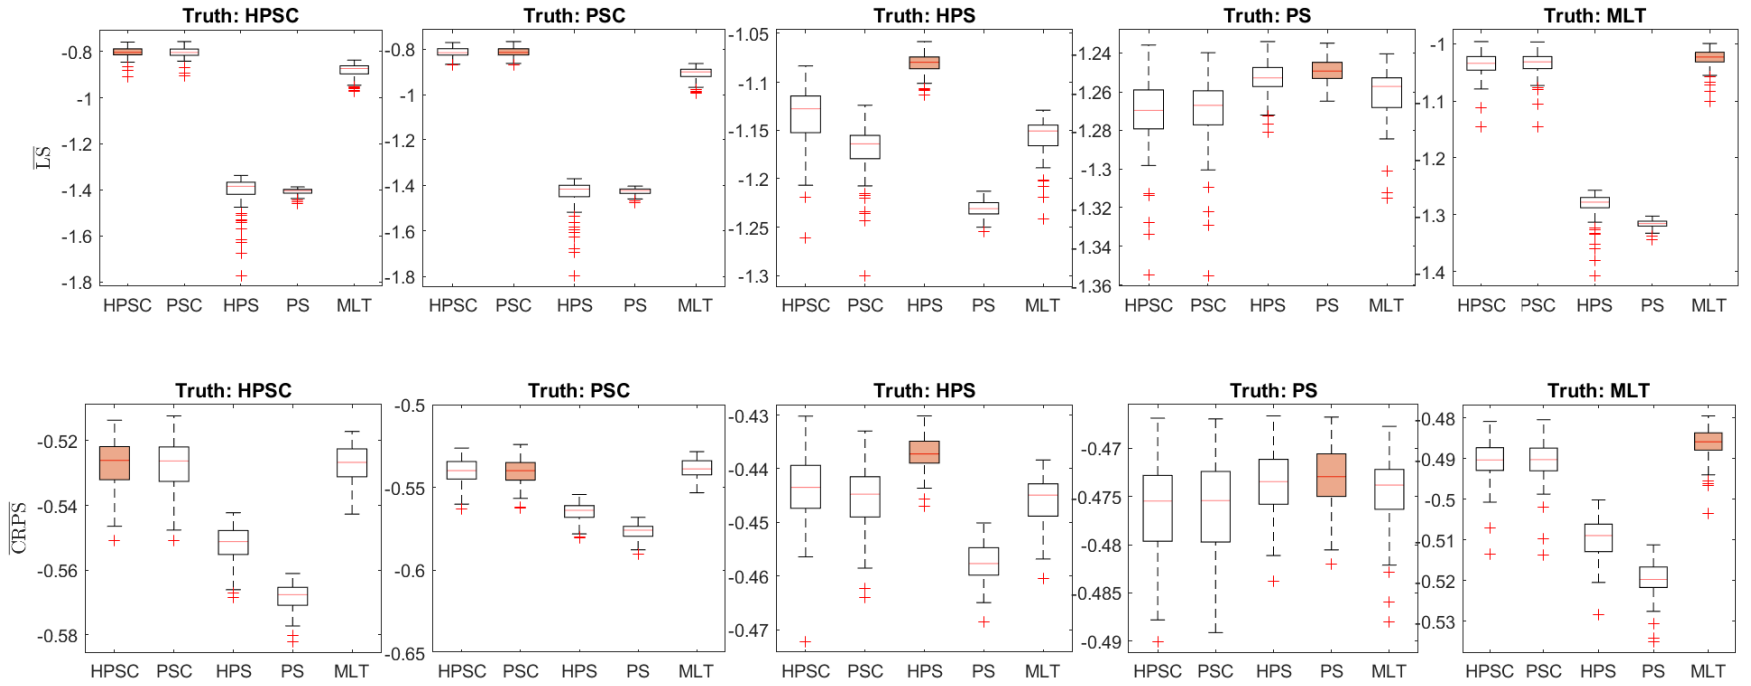 Truth: HPSC
Truth: PSC
Truth: HPS
Truth: PS
Truth: MLT
LS
-0.8
-1
-1.2
-1.4
-1.6
-1.8
HPSC PSC HPS PS MLT
-0.8
-1
-1.2
-1.4
-1.6
-1.8
HPSC PSC HPS PS MLT
-1.05
-1.1
-1.15
-1.2
-1.25
-1.3
HPSC PSC HPS PS MLT
-1.24
-1.26
-1.28
-1.3
-1.32
-1.34
-1.36
HPSC PSC HPS PS MLT
-1
-1.1
-1.2
-1.3
-1.4
HPSC PSC HPS PS MLT
Truth: HPSC
Truth: PSC
Truth: HPS
Truth: PS
Truth: MLT
CRPS
-0.52
-0.54
-0.56
-0.58
HPSC PSC HPS PS MLT
-0.5
-0.55
-0.6
-0.65
HPSC PSC HPS PS MLT
-0.43
-0.44
-0.45
-0.46
-0.47
HPSC PSC HPS PS MLT
-0.47
-0.475
-0.48
-0.485
-0.49
HPSC PSC HPS PS MLT
-0.48
-0.49
-0.5
-0.51
-0.52
-0.53
HPSC PSC HPS PS MLT